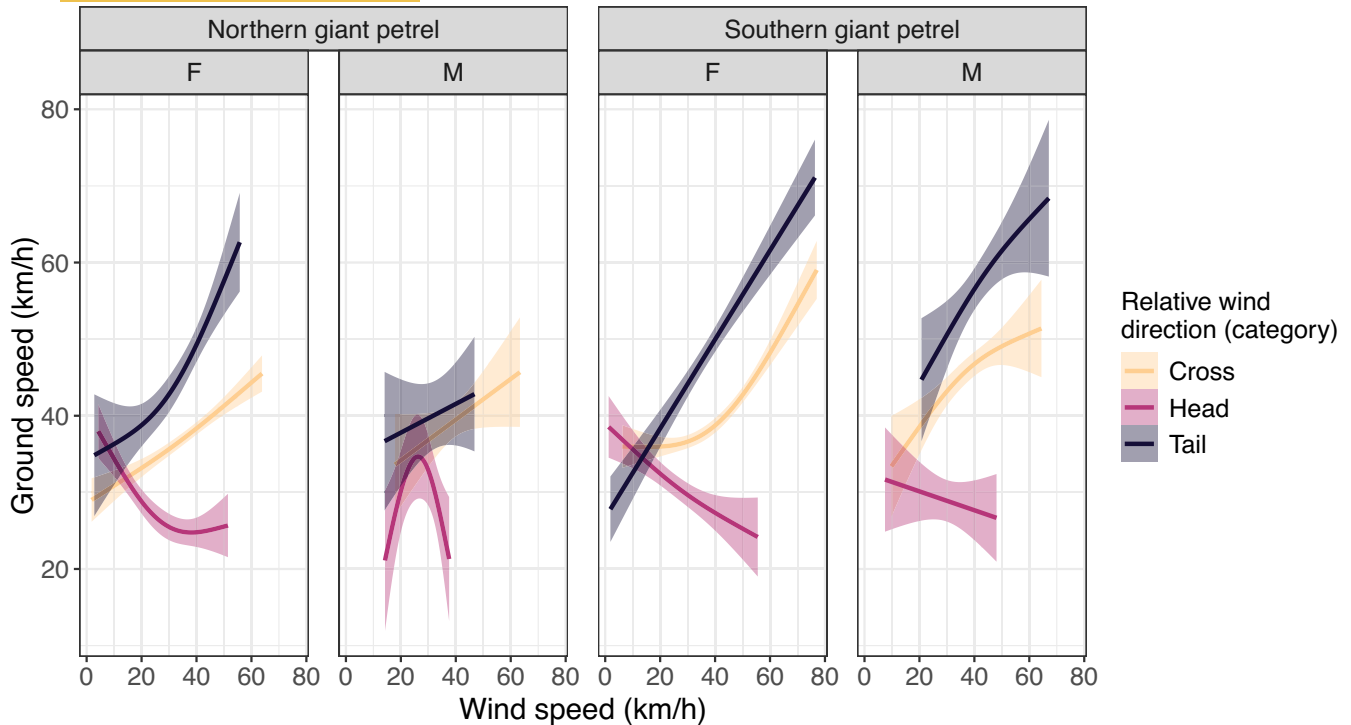 Northern giant petrel
Southern giant petrel
F
M
F
M
80
60
40
20
Ground speed (km/h)
0 20 40 60 80
0 20 40 60 80
0 20 40 60 80
0 20 40 60 80
Wind speed (km/h)
Relative wind
direction (category)
Cross
Head
Tail